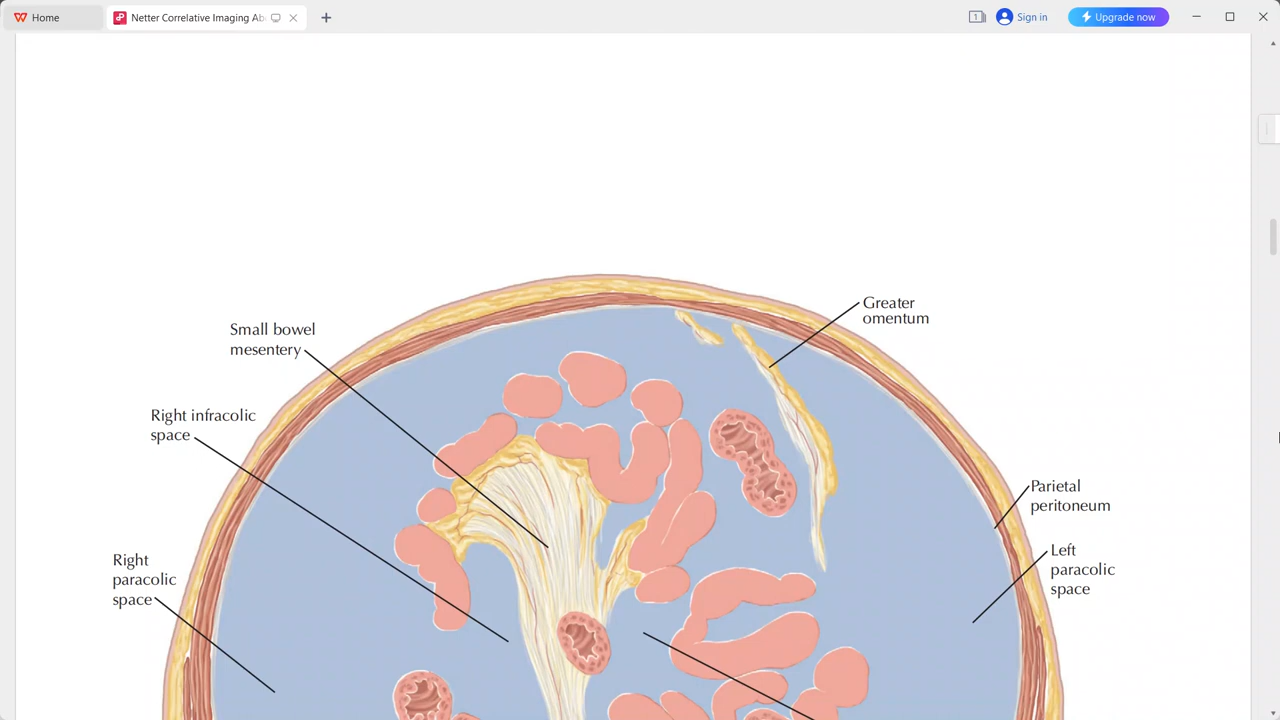 Home
Netter Correlative Imaging Ab
1
Sign in
Upgrade now
Greater
omentum
Small bowel
mesentery
Right infracolic
space
Parietal
peritoneum
Left
paracolic
space
Right
paracolic
space